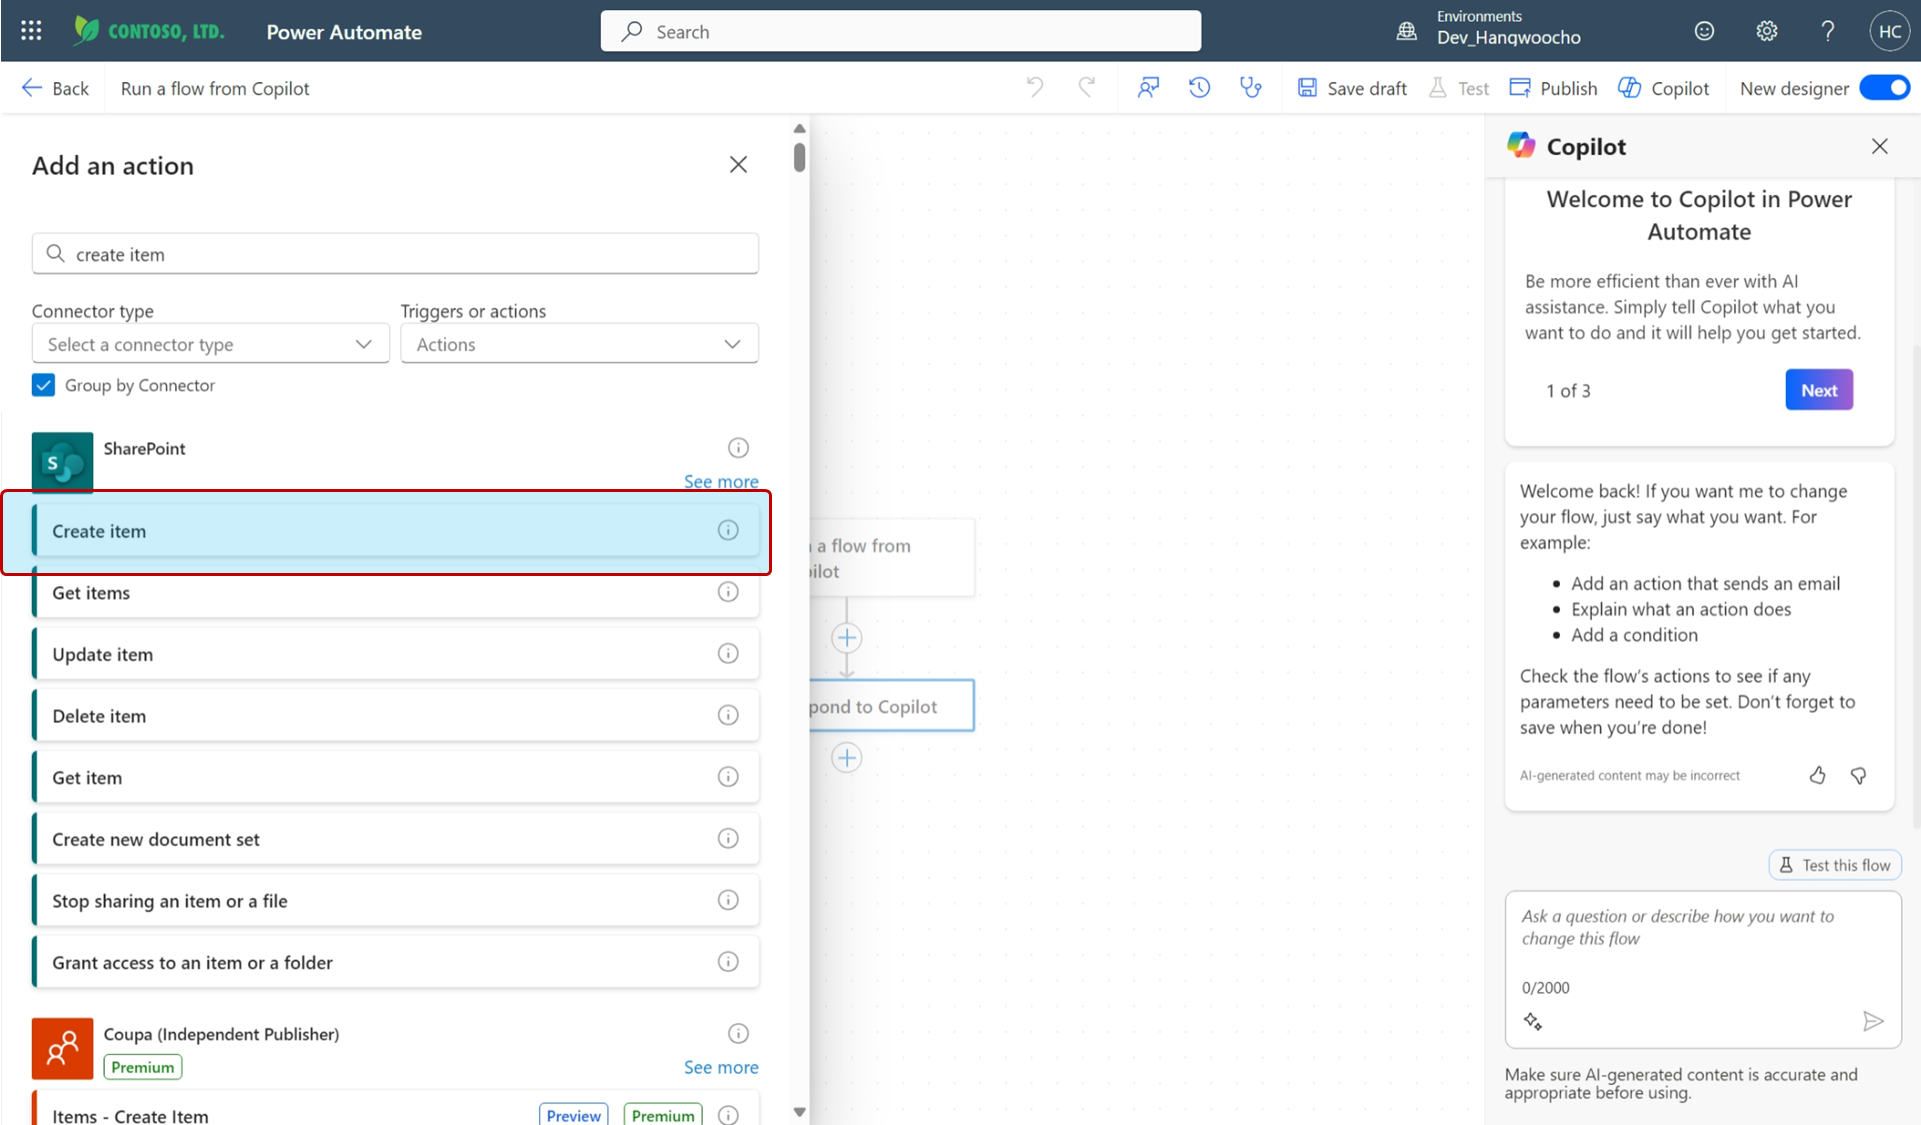 CONTOSO, LTD.
Power Automate
Search
Environments
Dev_Hangwoocho
HC
Back
Run a flow from Copilot
Save draft
Test
Publish
Copilot
New designer
Add an action
create item
Connector type
Triggers or actions
Select a connector type
Actions
Group by Connector
S
SharePoint
See more
Create item
Get items
Update item
Delete item
Get item
Create new document set
Stop sharing an item or a file
Grant access to an item or a folder
Coupa (Independent Publisher)
Premium
See more
Items - Create Item
Preview
Premium
a flow from
ilot
pond to Copilot
Copilot
Welcome to Copilot in Power
Automate
Be more efficient than ever with AI
assistance. Simply tell Copilot what you
want to do and it will help you get started.
1 of 3
Next
Welcome back! If you want me to change
your flow, just say what you want. For
example:
• Add an action that sends an email
• Explain what an action does
• Add a condition
Check the flow's actions to see if any
parameters need to be set. Don't forget to
save when you're done!
AI-generated content may be incorrect
Test this flow
Ask a question or describe how you want to
change this flow
0/2000
Make sure AI-generated content is accurate and
appropriate before using.